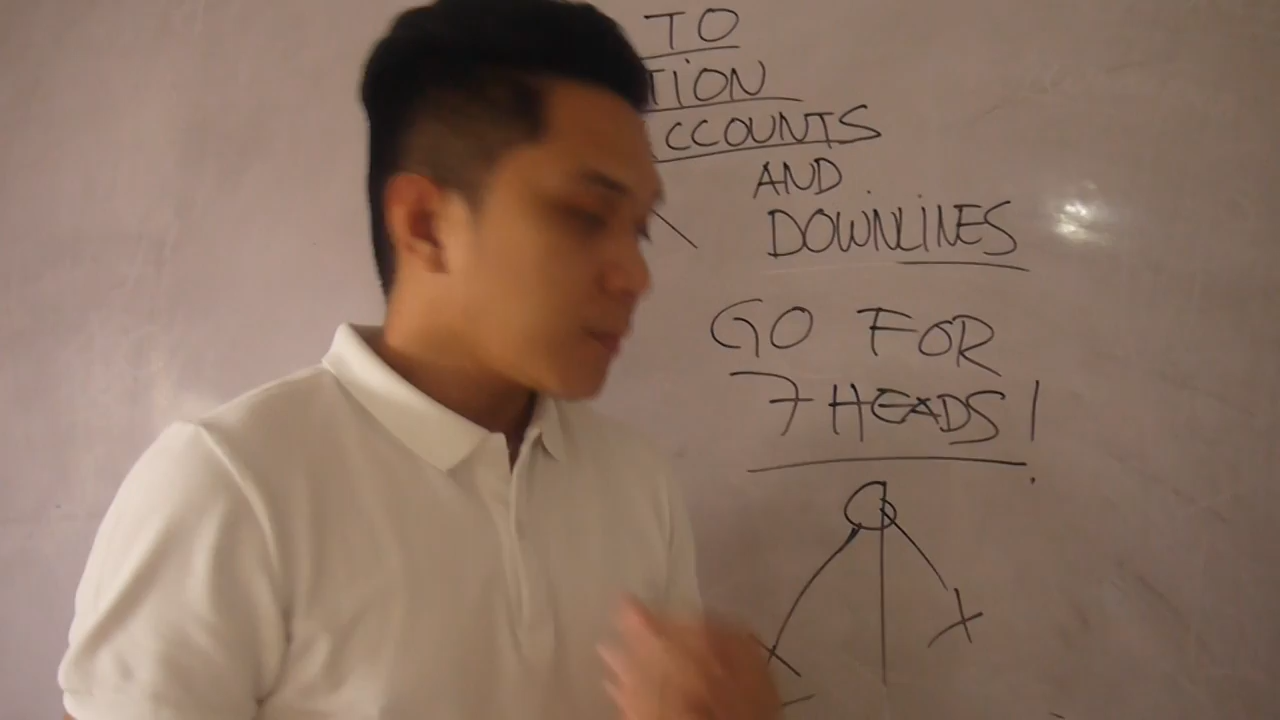 TO
TION
CCOUNTS
AND
DOWNLINES
GO FOR
7 HEADS!